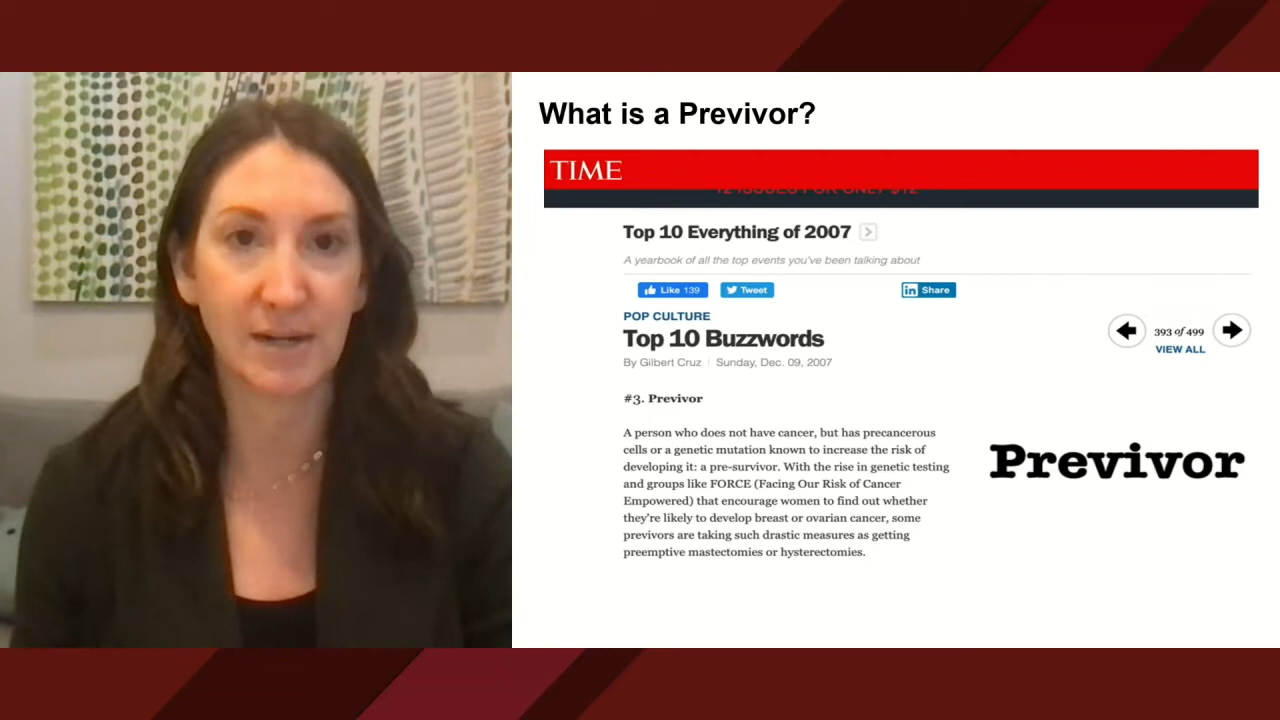 What is a Previvor?
TIME
12 ISSUES FOR ONLY $12
Top 10 Everything of 2007
A yearbook of all the top events you've been talking about
Like 139
Tweet
Share
POP CULTURE
Top 10 Buzzwords
By Gilbert Cruz | Sunday, Dec. 09, 2007
393 of 499
VIEW ALL
#3. Previvor
A person who does not have cancer, but has precancerous
cells or a genetic mutation known to increase the risk of
developing it: a pre-survivor. With the rise in genetic testing
and groups like FORCE (Facing Our Risk of Cancer
Empowered) that encourage women to find out whether
they're likely to develop breast or ovarian cancer, some
previvors are taking such drastic measures as getting
preemptive mastectomies or hysterectomies.
Previvor